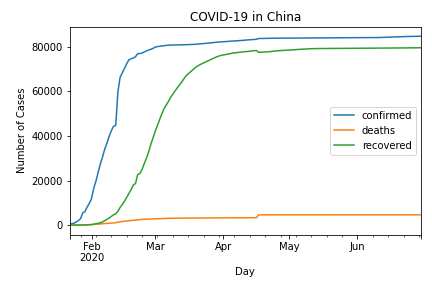 COVID-19 in China
Number of Cases
80000
60000
40000
20000
0
confirmed
deaths
recovered
Feb
2020
Mar
Apr
May
Jun
Day